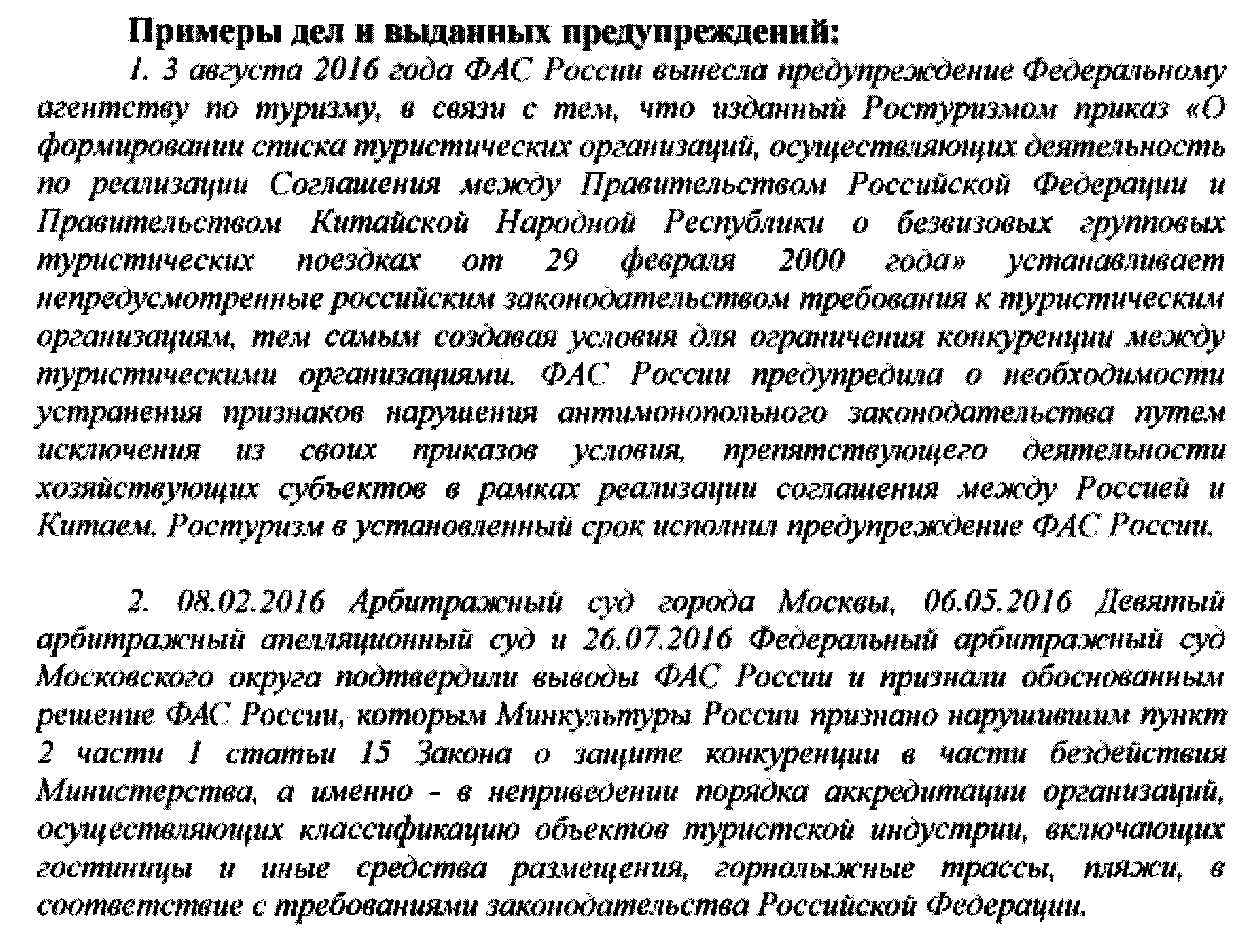 Примеры дел и выданных предупреждений:
1. 3 августа 2016 года ФАС России вынесла предупреждение Федеральному
агентству по туризму, в связи с тем, что изданный Ростуризмом приказ «О
формировании списка туристических организаций, осуществляющих деятельность
по реализации Соглашения между Правительством Российской Федерации и
Правительством Китайской Народной Республики о безвизовых групповых
туристических поездках от 29 февраля 2000 года» устанавливает
непредусмотренные российским законодательством требования к туристическим
организациям, тем самым создавая условия для ограничения конкуренции между
туристическими организациями. ФАС России предупредила о необходимости
устранения признаков нарушения антимонопольного законодательства путем
исключения из своих приказов условия, препятствующего деятельности
хозяйствующих субъектов в рамках реализации соглашения между Россией и
Китаем. Ростуризм в установленный срок исполнил предупреждение ФАС России.
2. 08.02.2016 Арбитражный суд города Москвы, 06.05.2016 Девятый
арбитражный апелляционный суд и 26.07.2016 Федеральный арбитражный суд
Московского округа подтвердили выводы ФАС России и признали обоснованным
решение ФАС России, которым Минкультуры России признано нарушившим пункт
2 части 1 статьи 15 Закона о защите конкуренции в части бездействия
Министерства, а именно - в неприведении порядка аккредитации организаций,
осуществляющих классификацию объектов туристской индустрии, включающих
гостиницы и иные средства размещения, горнолыжные трассы, пляжи, в
соответствие с требованиями законодательства Российской Федерации.